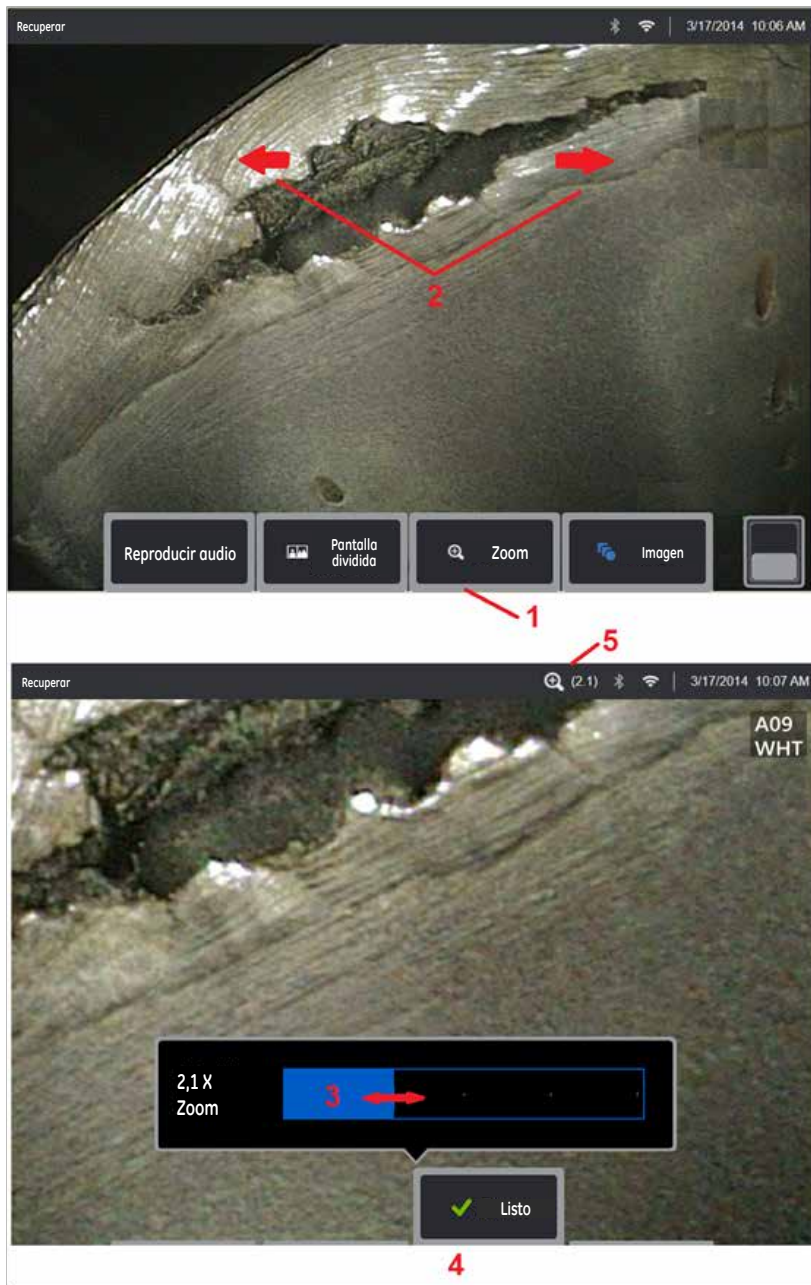 Recuperar 3/17/2014 10:06 AM
2
Reproducir audio
Pantalla
dividida
Zoom
Imagen
1
5
Recuperar (2.1) 3/17/2014 10:07 AM
A09
WHT
2,1 X
Zoom
3
Listo
4